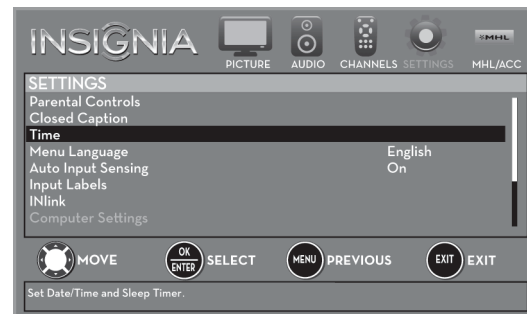 INSIGNIA
PICTURE AUDIO CHANNELS SETTINGS MHL/ACC
MHL
SETTINGS
Parental Controls
Closed Caption
Time
Menu Language English
Auto Input Sensing On
Input Labels
INlink
Computer Settings
MOVE OK ENTER SELECT MENU PREVIOUS EXIT EXIT
Set Date/Time and Sleep Timer.